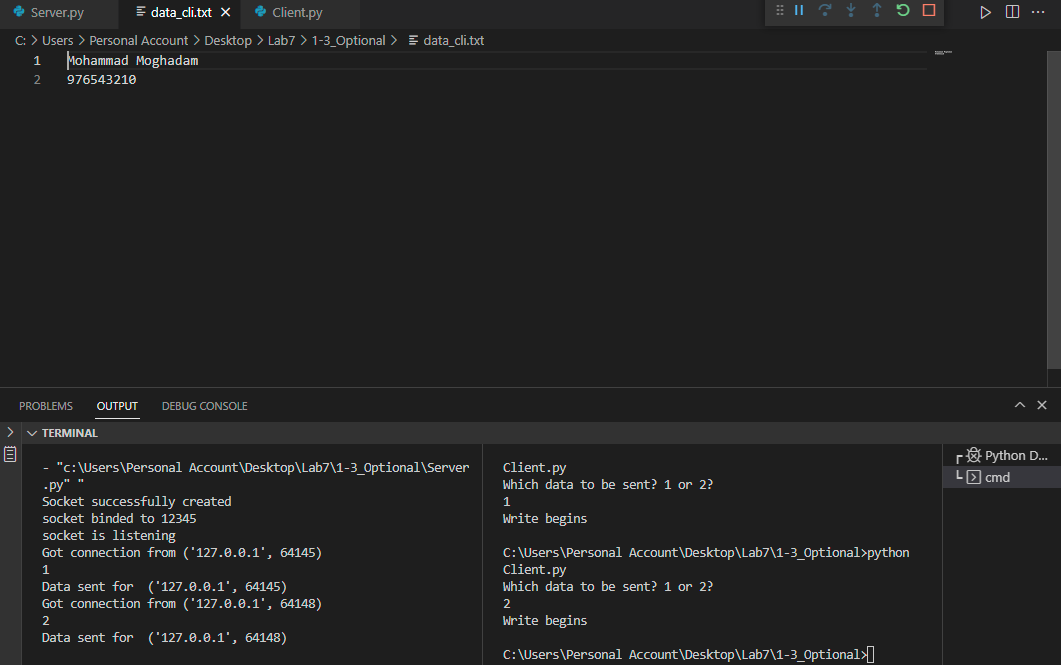 Server.py data_cli.txt Client.py
C: > Users > Personal Account > Desktop > Lab7 > 1-3_Optional > data_cli.txt
1 Mohammad Moghadam
2 976543210
PROBLEMS OUTPUT DEBUG CONSOLE
TERMINAL
- "c:\Users\Personal Account\Desktop\Lab7\1-3_Optional\Server
.py" "
Socket successfully created
socket binded to 12345
socket is listening
Got connection from ('127.0.0.1', 64145)
1
Data sent for  ('127.0.0.1', 64145)
Got connection from ('127.0.0.1', 64148)
2
Data sent for  ('127.0.0.1', 64148)
Client.py
Which data to be sent? 1 or 2?
1
Write begins
C:\Users\Personal Account\Desktop\Lab7\1-3_Optional>python
Client.py
Which data to be sent? 1 or 2?
2
Write begins
C:\Users\Personal Account\Desktop\Lab7\1-3_Optional>
Python D...
cmd